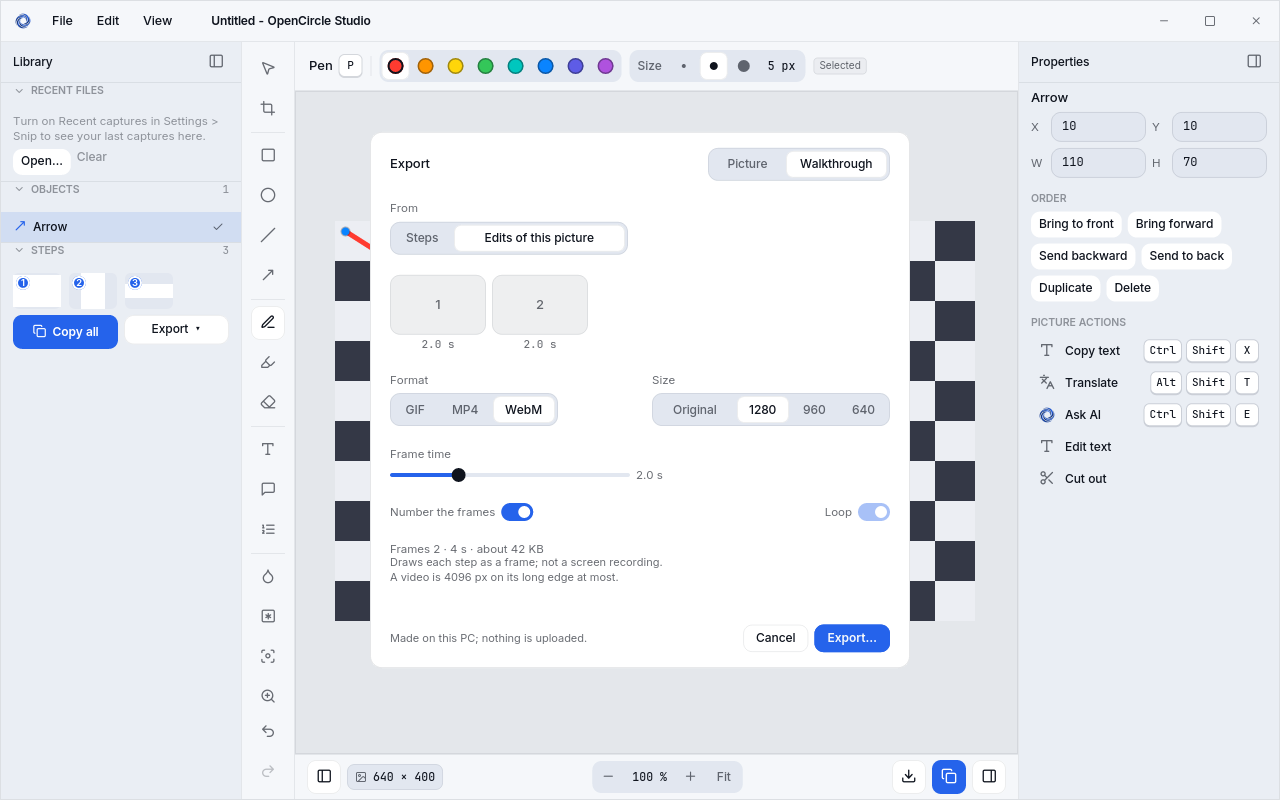 File Edit View Untitled - OpenCircle Studio
Library
RECENT FILES
Turn on Recent captures in Settings >
Snip to see your last captures here.
Open... Clear
OBJECTS 1
Arrow
STEPS 3
1 2 3
Copy all Export
Pen P Size 5 px Selected
Export Picture Walkthrough
From
Steps Edits of this picture
1 2
2.0 s 2.0 s
Format Size
GIF MP4 WebM Original 1280 960 640
Frame time
2.0 s
Number the frames Loop
Frames 2 · 4 s · about 42 KB
Draws each step as a frame; not a screen recording.
A video is 4096 px on its long edge at most.
Made on this PC; nothing is uploaded. Cancel Export...
640 × 400 100 % Fit
Properties
Arrow
X 10 Y 10
W 110 H 70
ORDER
Bring to front Bring forward
Send backward Send to back
Duplicate Delete
PICTURE ACTIONS
Copy text Ctrl Shift X
Translate Alt Shift T
Ask AI Ctrl Shift E
Edit text
Cut out